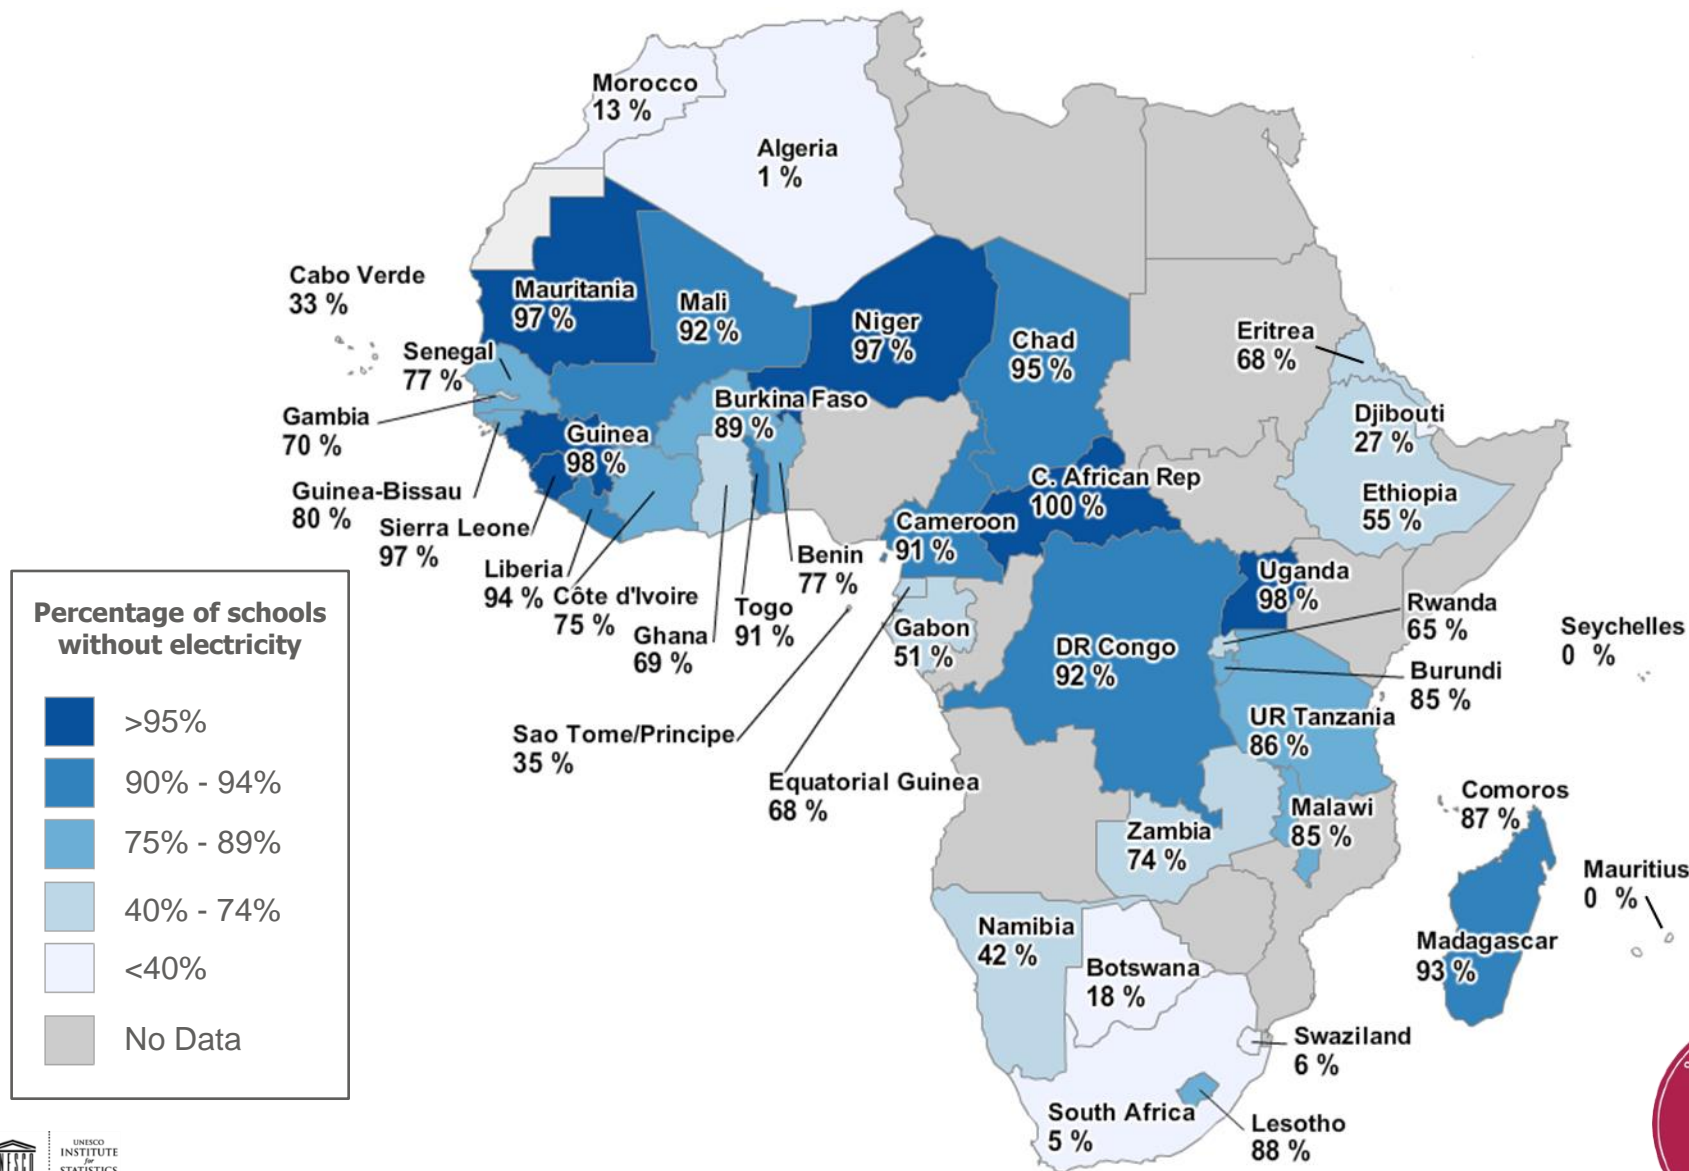 Morocco
13 %
Algeria
1 %
Cabo Verde
33 %
Mauritania
97 %
Mali
92 %
Niger
97 %
Chad
95 %
Eritrea
68 %
Senegal
77 %
Gambia
70 %
Burkina Faso
89 %
Djibouti
27 %
Guinea
98 %
Guinea-Bissau
80 %
Sierra Leone
97 %
C. African Rep
100 %
Ethiopia
55 %
Cameroon
91 %
Liberia
94 %
Côte d'Ivoire
75 %
Ghana
69 %
Togo
91 %
Benin
77 %
Uganda
98 %
Rwanda
65 %
Seychelles
0 %
Gabon
51 %
DR Congo
92 %
Burundi
85 %
Sao Tome/Principe
35 %
UR Tanzania
86 %
Equatorial Guinea
68 %
Comoros
87 %
Zambia
74 %
Malawi
85 %
Mauritius
0 %
Namibia
42 %
Botswana
18 %
Madagascar
93 %
Swaziland
6 %
South Africa
5 %
Lesotho
88 %
Percentage of schools
without electricity
>95%
90% - 94%
75% - 89%
40% - 74%
<40%
No Data
UNESCO
INSTITUTE
for
STATISTICS